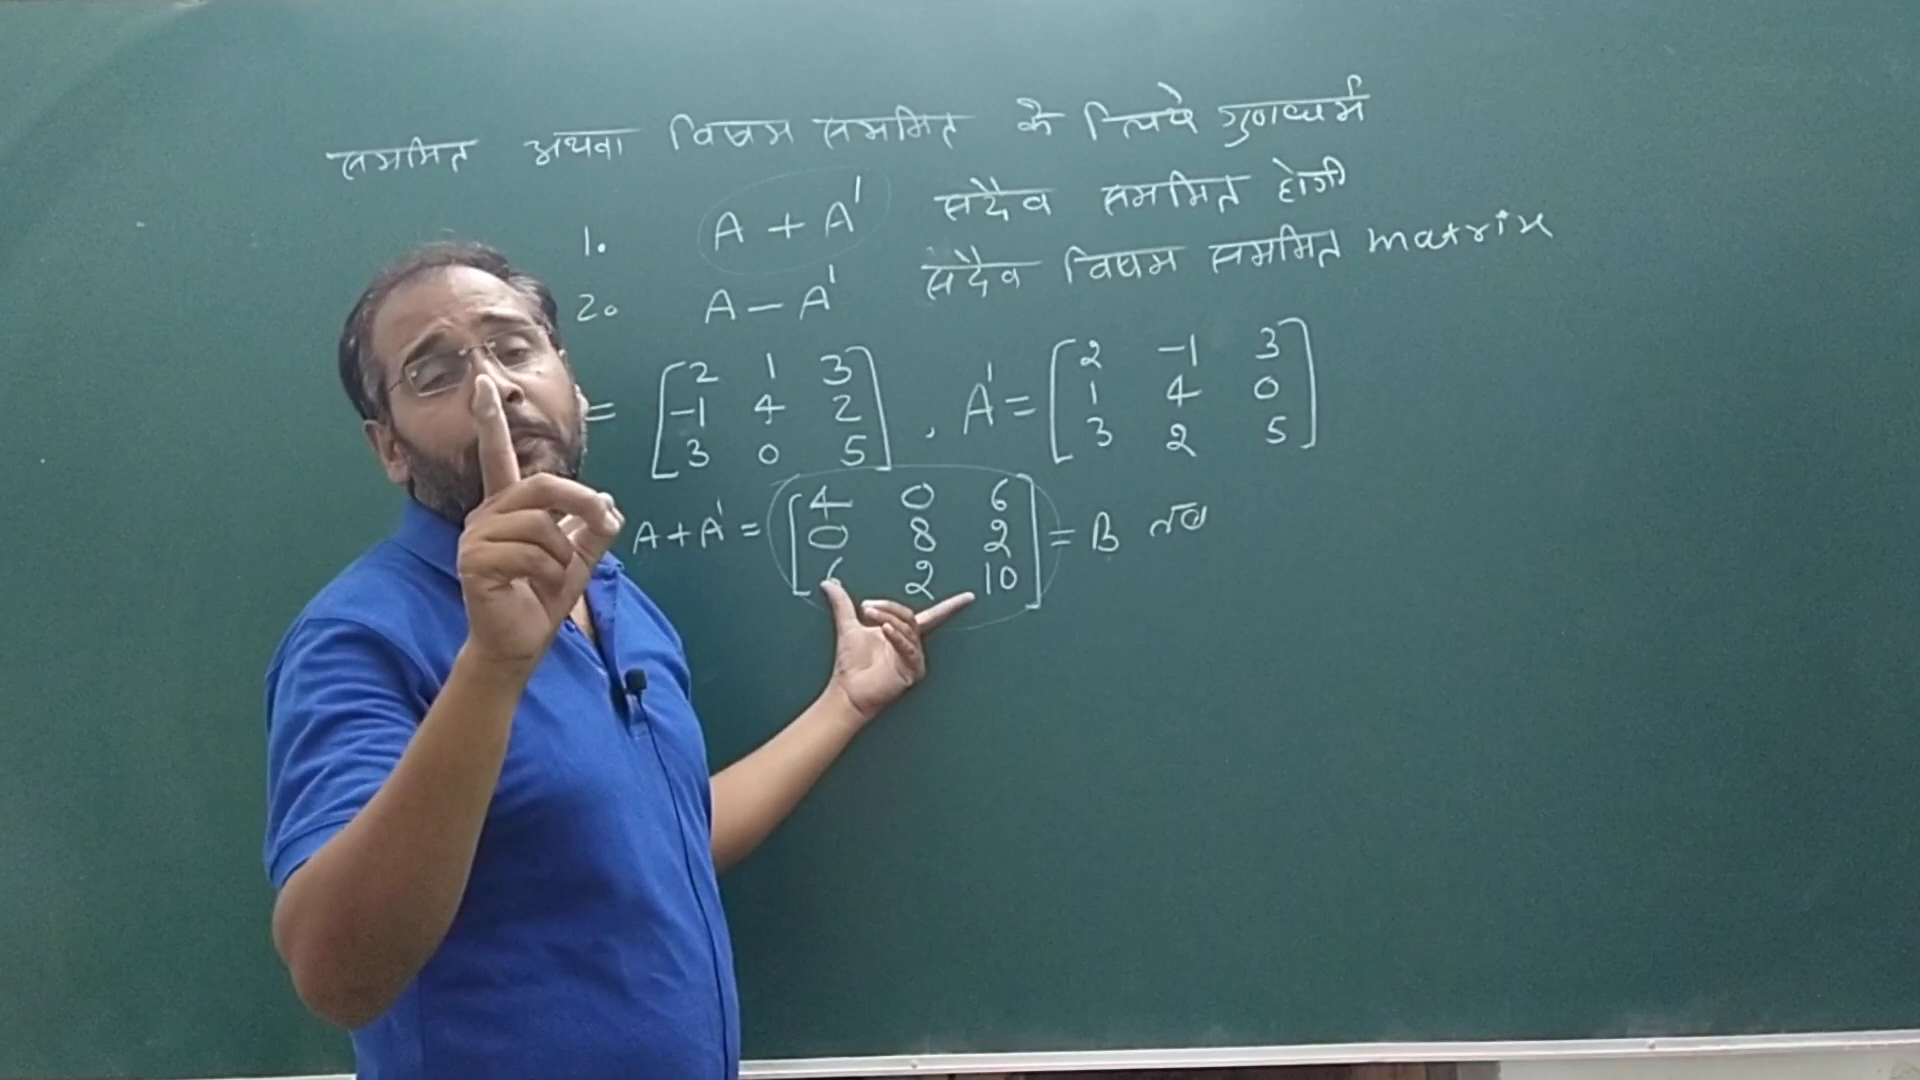 सममित अथवा विषम सममित के लिये गुणधर्म
1. A + A' सदैव सममित होगी
2. A - A' सदैव विषम सममित matrix
= [2 1 3
-1 4 2
3 0 5], A' = [2 -1 3
1 4 0
3 2 5]
A + A' = [4 0 6
0 8 2
6 2 10] = B तब